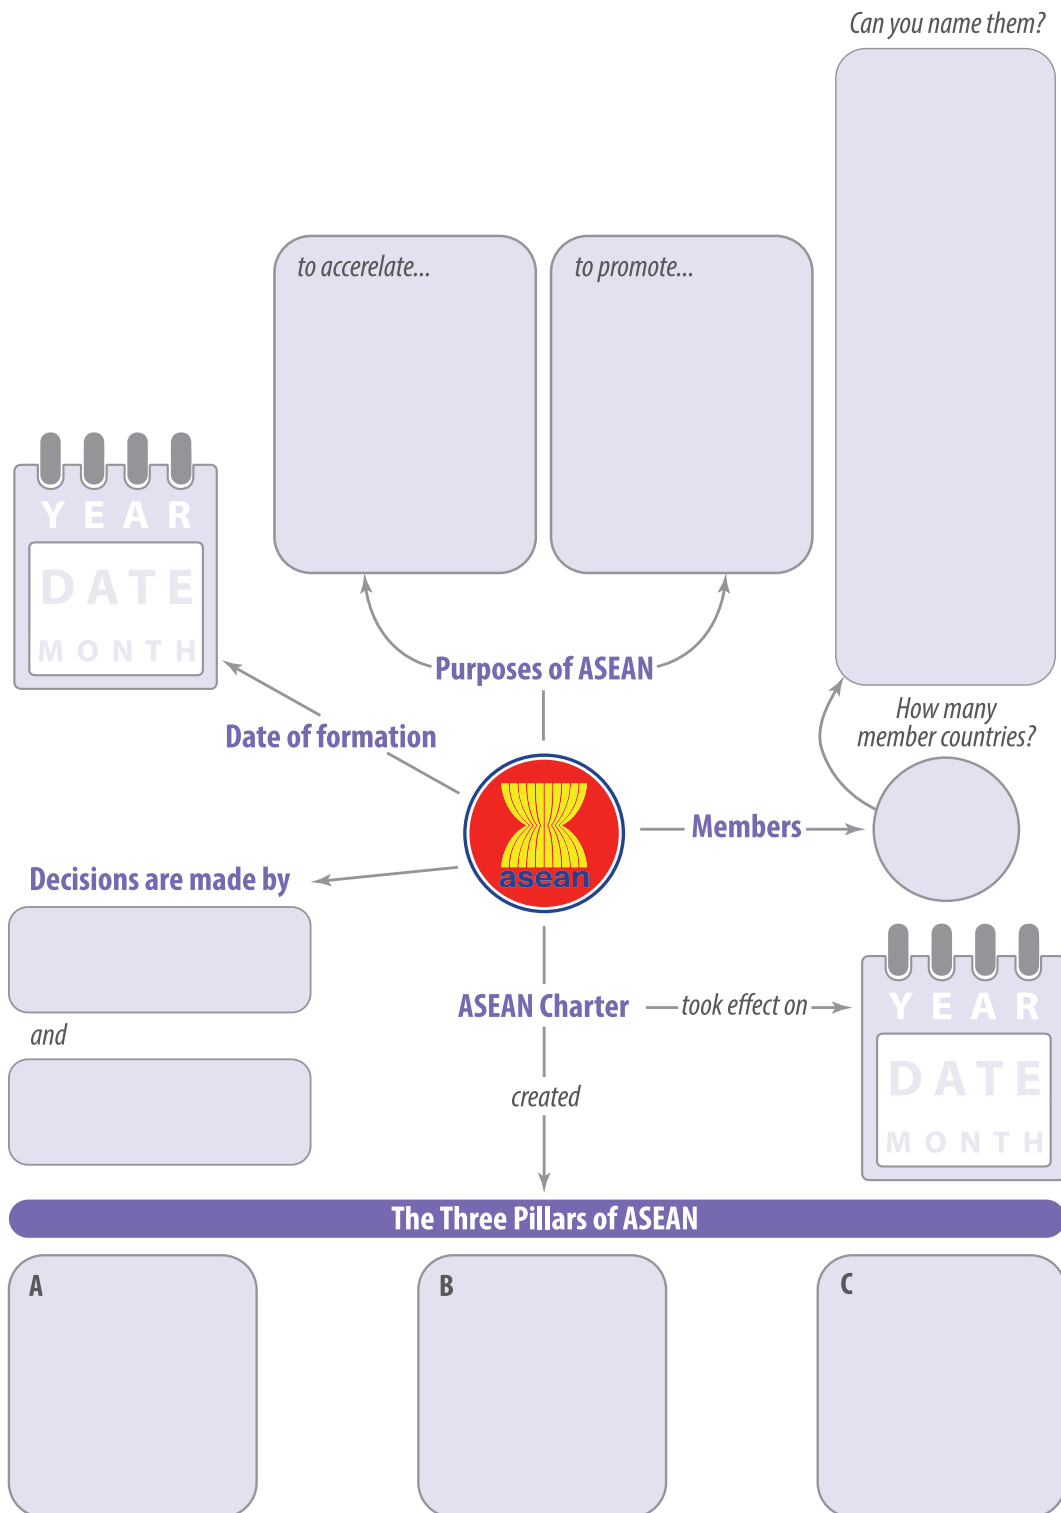 Can you name them?
to accerelate...
to promote...
YEAR
DATE
MONTH
Purposes of ASEAN
Date of formation
How many
member countries?
Members
asean
Decisions are made by
and
ASEAN Charter
took effect on
YEAR
DATE
MONTH
created
The Three Pillars of ASEAN
A
B
C